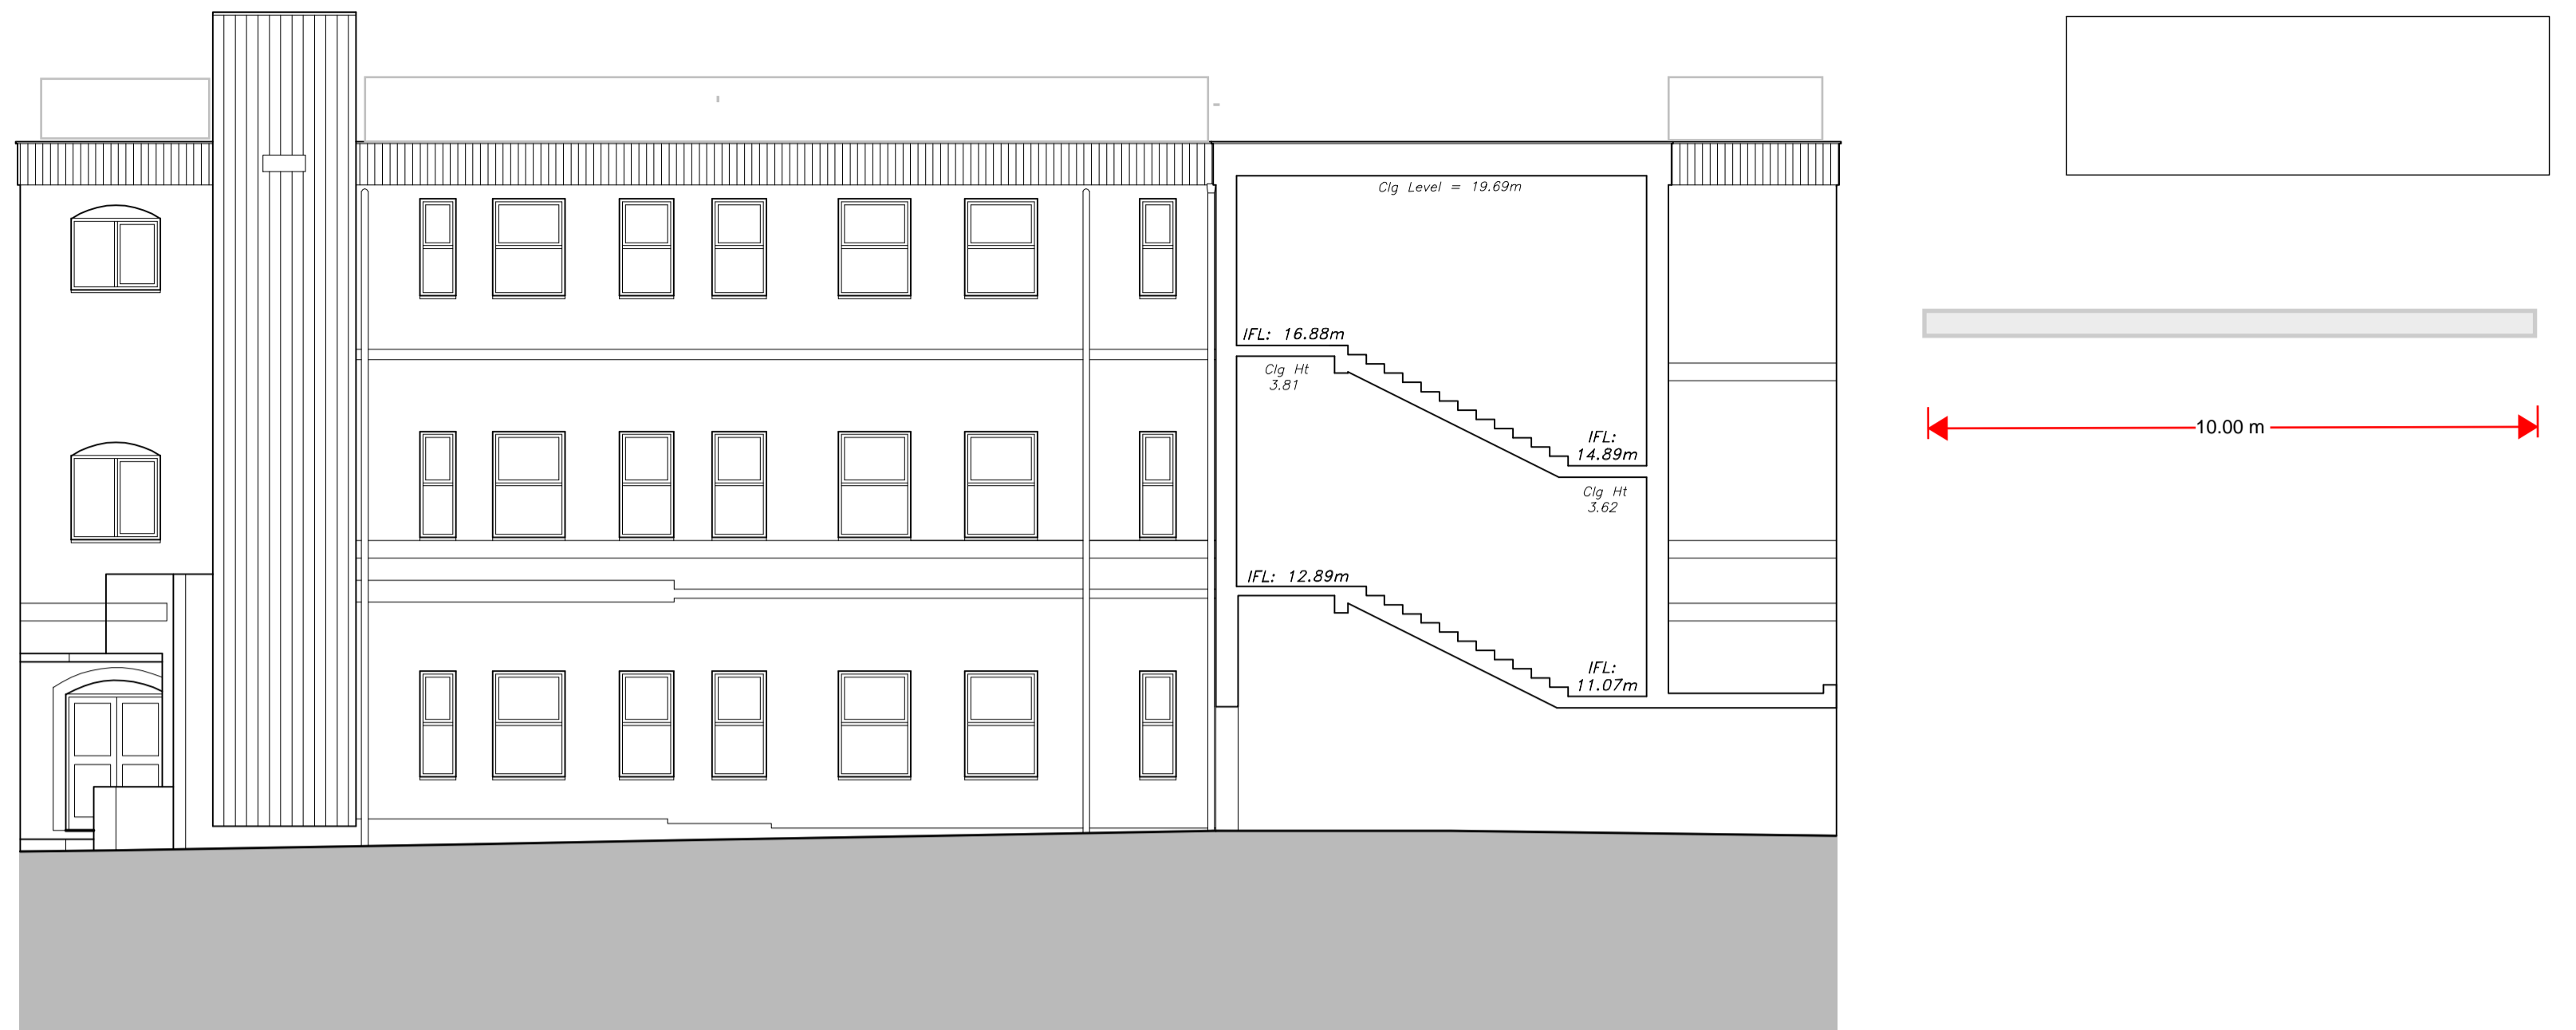 Clg Level = 19.69m
IFL: 16.88m
Clg Ht
3.81
10.00 m
IFL:
14.89m
Clg Ht
3.62
IFL: 12.89m
IFL:
11.07m